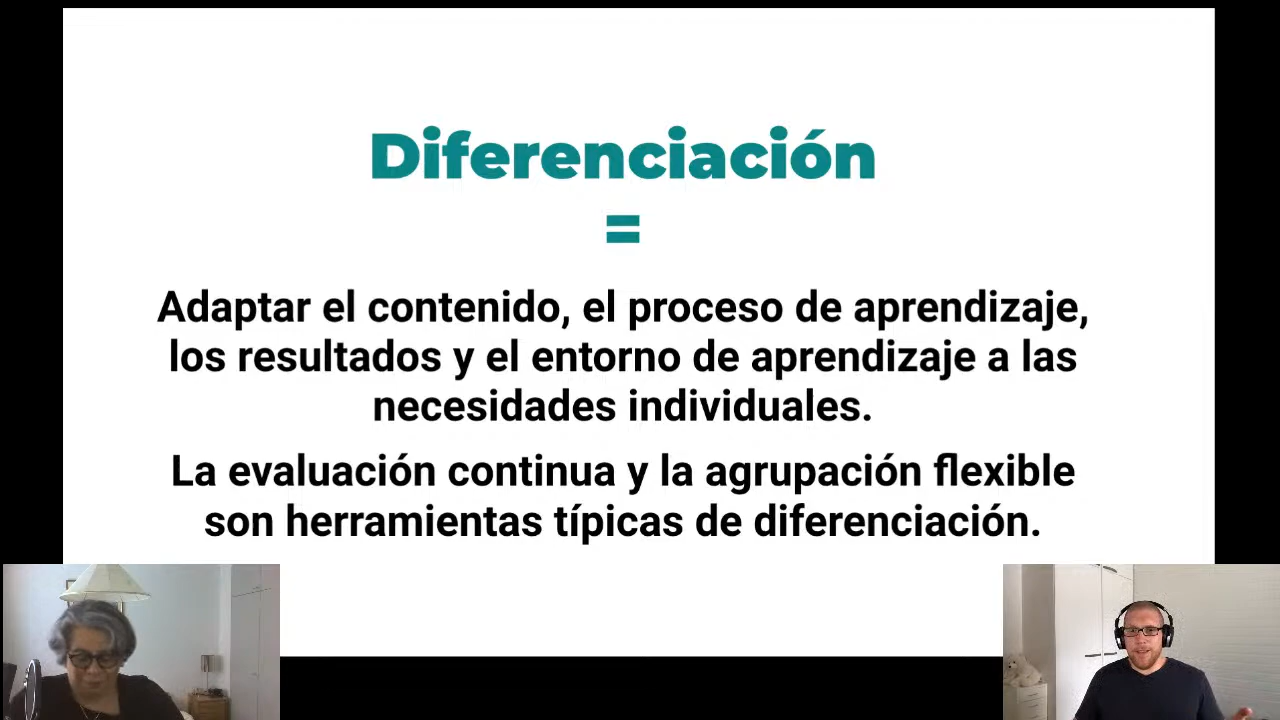 Diferenciación
=
Adaptar el contenido, el proceso de aprendizaje,
los resultados y el entorno de aprendizaje a las
necesidades individuales.
La evaluación continua y la agrupación flexible
son herramientas típicas de diferenciación.